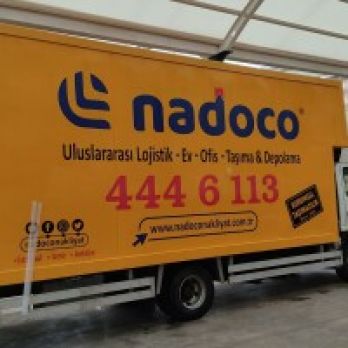 nadoco®
Uluslararası Lojistik - Ev - Ofis - Taşıma & Depolama
444 6 113
www.nadoconakliyat.com.tr
nadoconakliyat